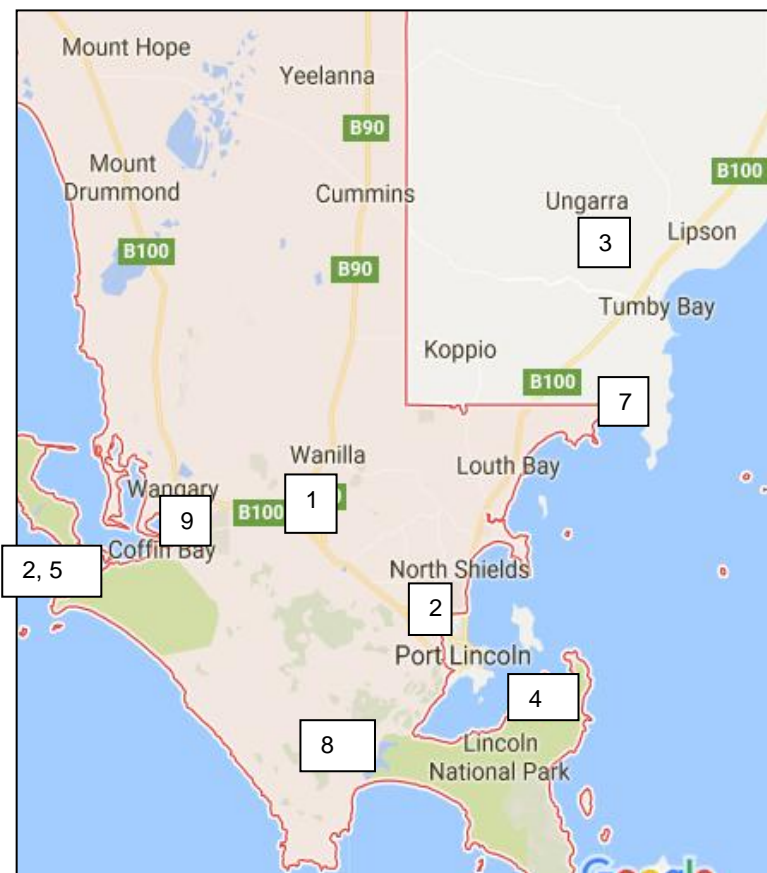 Mount Hope
Yeelanna
B90
Mount
Drummond
B100
Cummins
Ungarra
3
Lipson
B100
B90
Tumby Bay
Koppio
B100
7
Wanilla
Louth Bay
Wangary
1
B100
9
2, 5
Coffin Bay
North Shields
2
Port Lincoln
4
8
Lincoln
National Park
Google